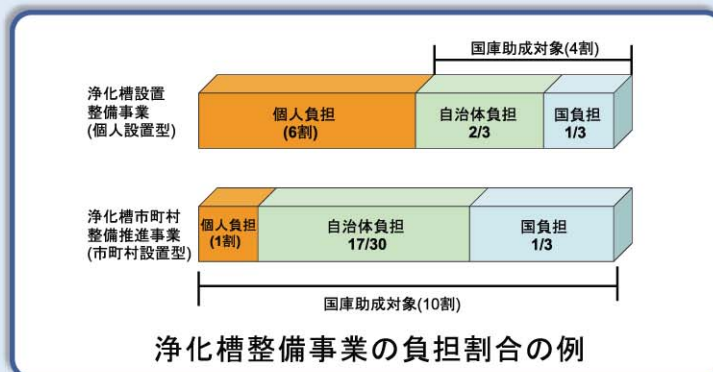 国庫助成対象(4割)
浄化槽設置
整備事業
(個人設置型)
個人負担
(6割)
自治体負担
2/3
国負担
1/3
浄化槽市町村
整備推進事業
(市町村設置型)
個人負担
(1割)
自治体負担
17/30
国負担
1/3
国庫助成対象(10割)
浄化槽整備事業の負担割合の例